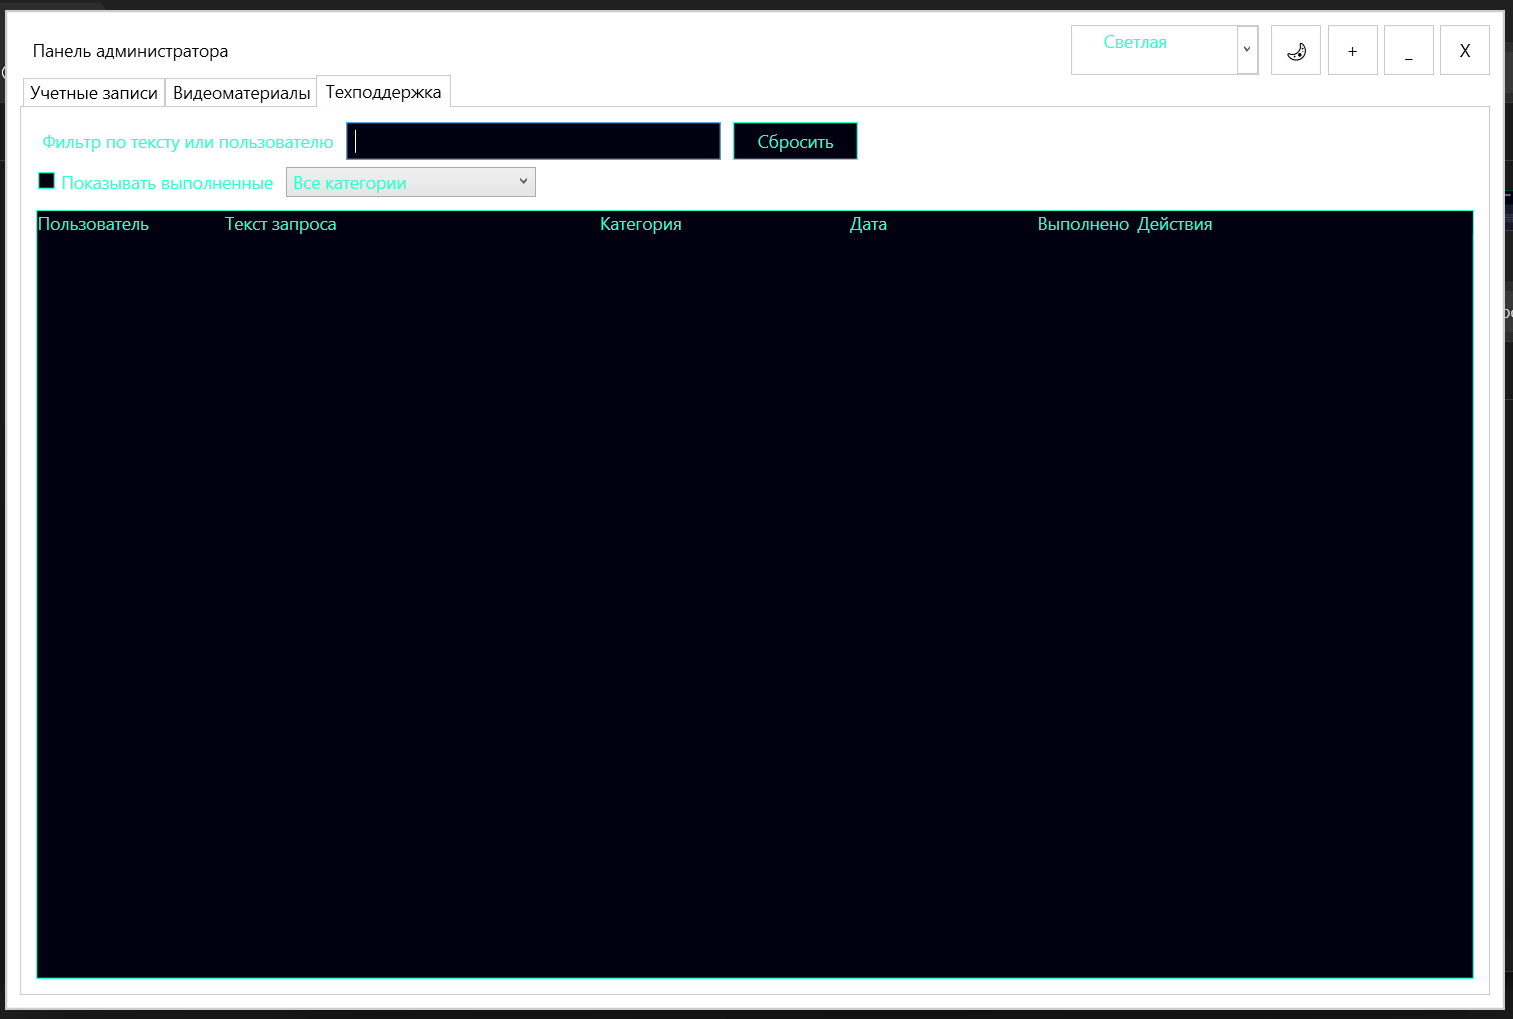 Панель администратора
Светлая
+
_
X
Учетные записи Видеоматериалы Техподдержка
Фильтр по тексту или пользователю Сбросить
Показывать выполненные Все категории
Пользователь Текст запроса Категория Дата Выполнено Действия